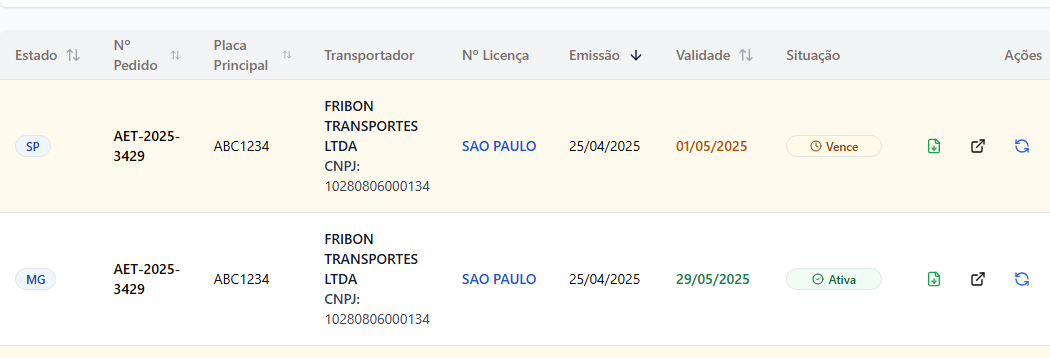 Estado
Nº
Pedido
Placa
Principal
Transportador
Nº Licença
Emissão
Validade
Situação
Ações
SP
AET-2025-
3429
ABC1234
FRIBON
TRANSPORTES
LTDA
CNPJ:
10280806000134
SAO PAULO
25/04/2025
01/05/2025
Vence
MG
AET-2025-
3429
ABC1234
FRIBON
TRANSPORTES
LTDA
CNPJ:
10280806000134
SAO PAULO
25/04/2025
29/05/2025
Ativa